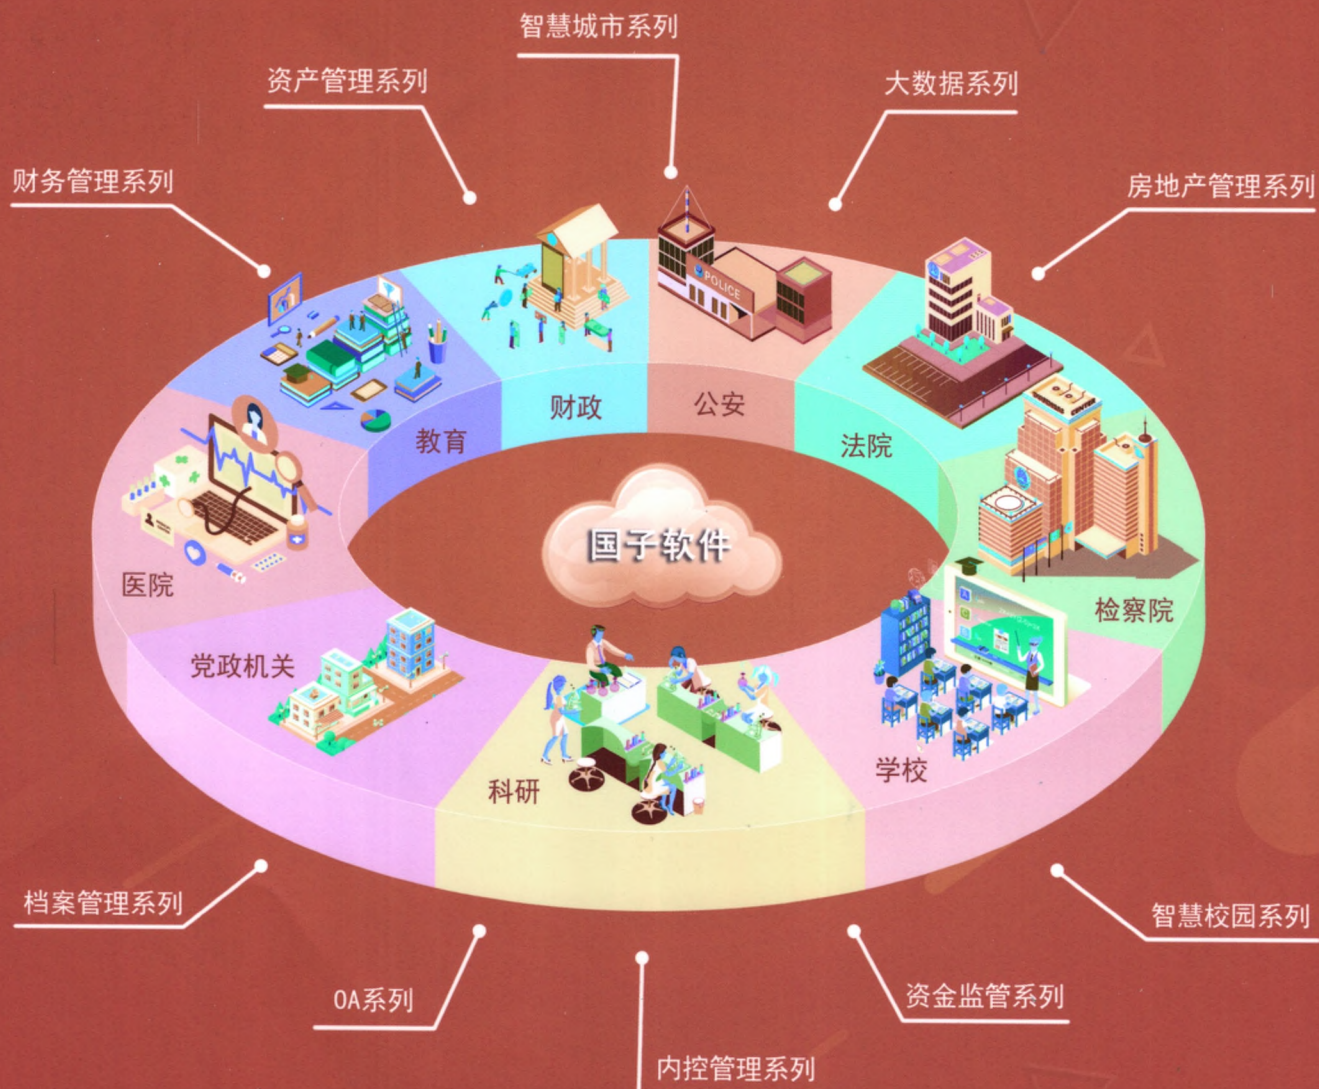 智慧城市系列
资产管理系列
大数据系列
财务管理系列
房地产管理系列
POLICE
财政
公安
教育
法院
国子软件
医院
检察院
党政机关
学校
科研
档案管理系列
智慧校园系列
OA系列
资金监管系列
内控管理系列